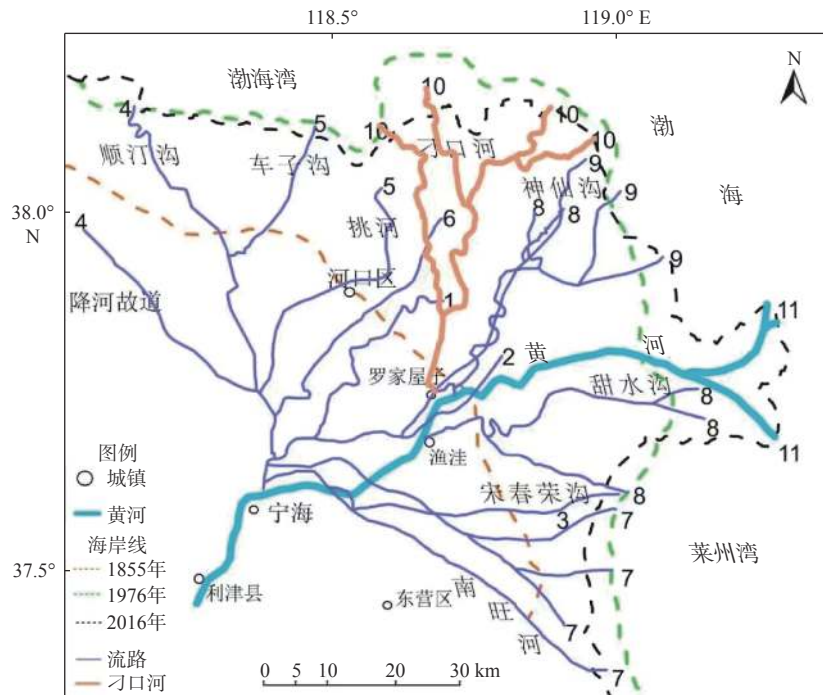 118.5° 119.0° E
N
渤海湾
渤
海
10
4
5
10
10
10
刁口河
顺汀沟
车子沟
神仙沟
9
5
9
8
8
38.0°
N
4
挑河
6
9
河口区
降河故道
1
11
黄
河
2
罗家屋子
甜水沟
8
8
11
渔洼
图例
城镇
黄河
海岸线
1855年
1976年
2016年
流路
刁口河
宋春荣沟
8
宁海
3
7
莱州湾
37.5°
利津县
东营区
南
旺
河
7
7
7
0 5 10 20 30 km